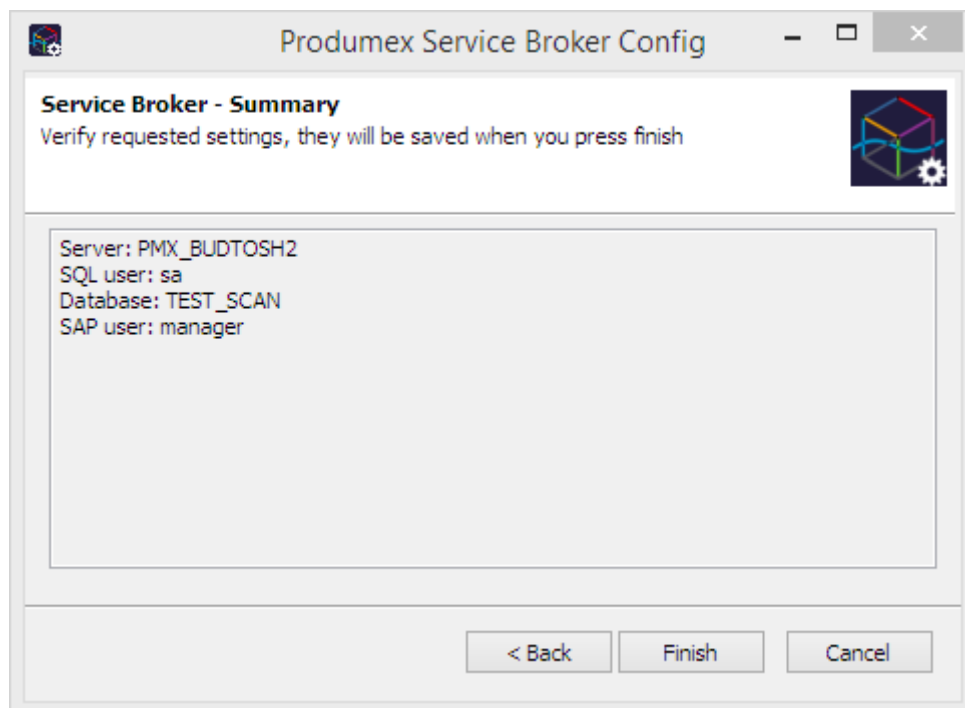 Produmex Service Broker Config
Service Broker - Summary
Verify requested settings, they will be saved when you press finish
Server: PMX_BUDTOSH2
SQL user: sa
Database: TEST_SCAN
SAP user: manager
< Back
Finish
Cancel